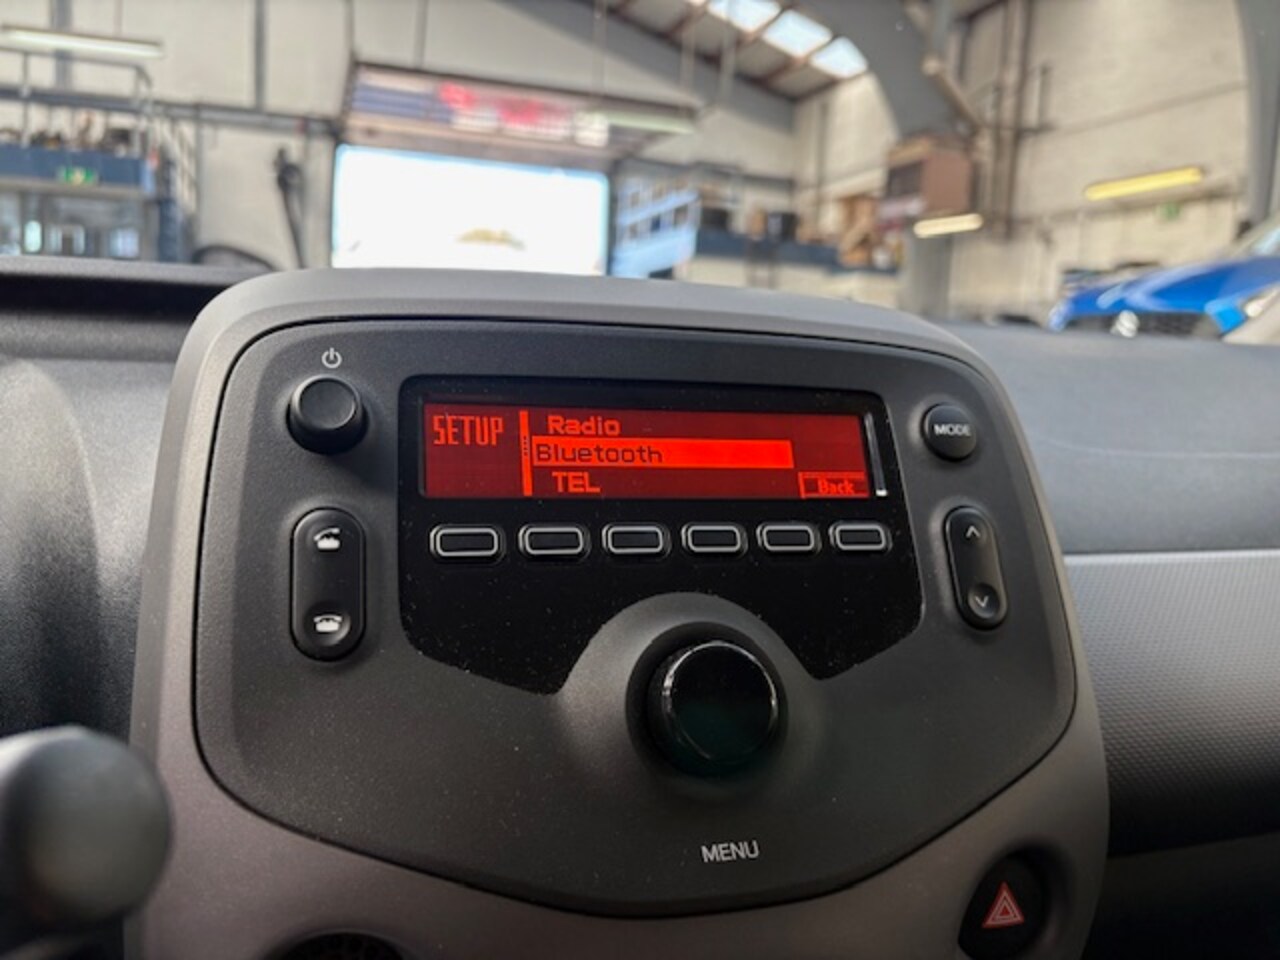 SETUP
Radio
Bluetooth
TEL
Back
MODE
MENU